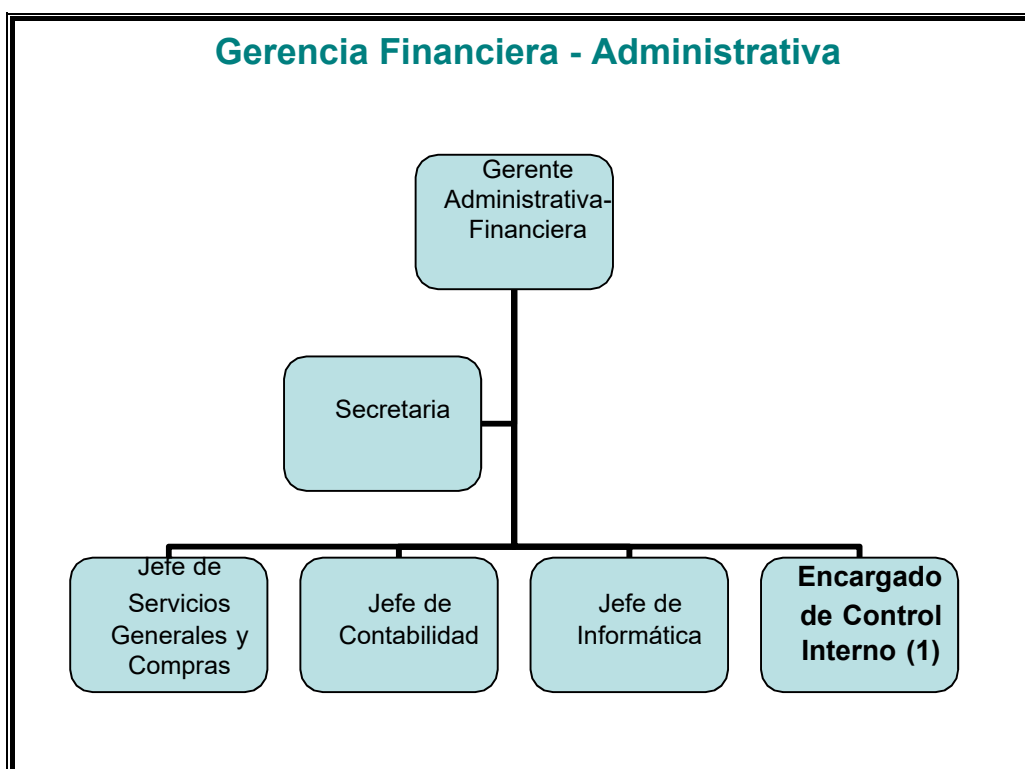 Gerencia Financiera - Administrativa
Gerente
Administrativa-
Financiera
Secretaria
Jefe de
Servicios
Generales y
Compras
Jefe de
Contabilidad
Jefe de
Informática
Encargado
de Control
Interno (1)